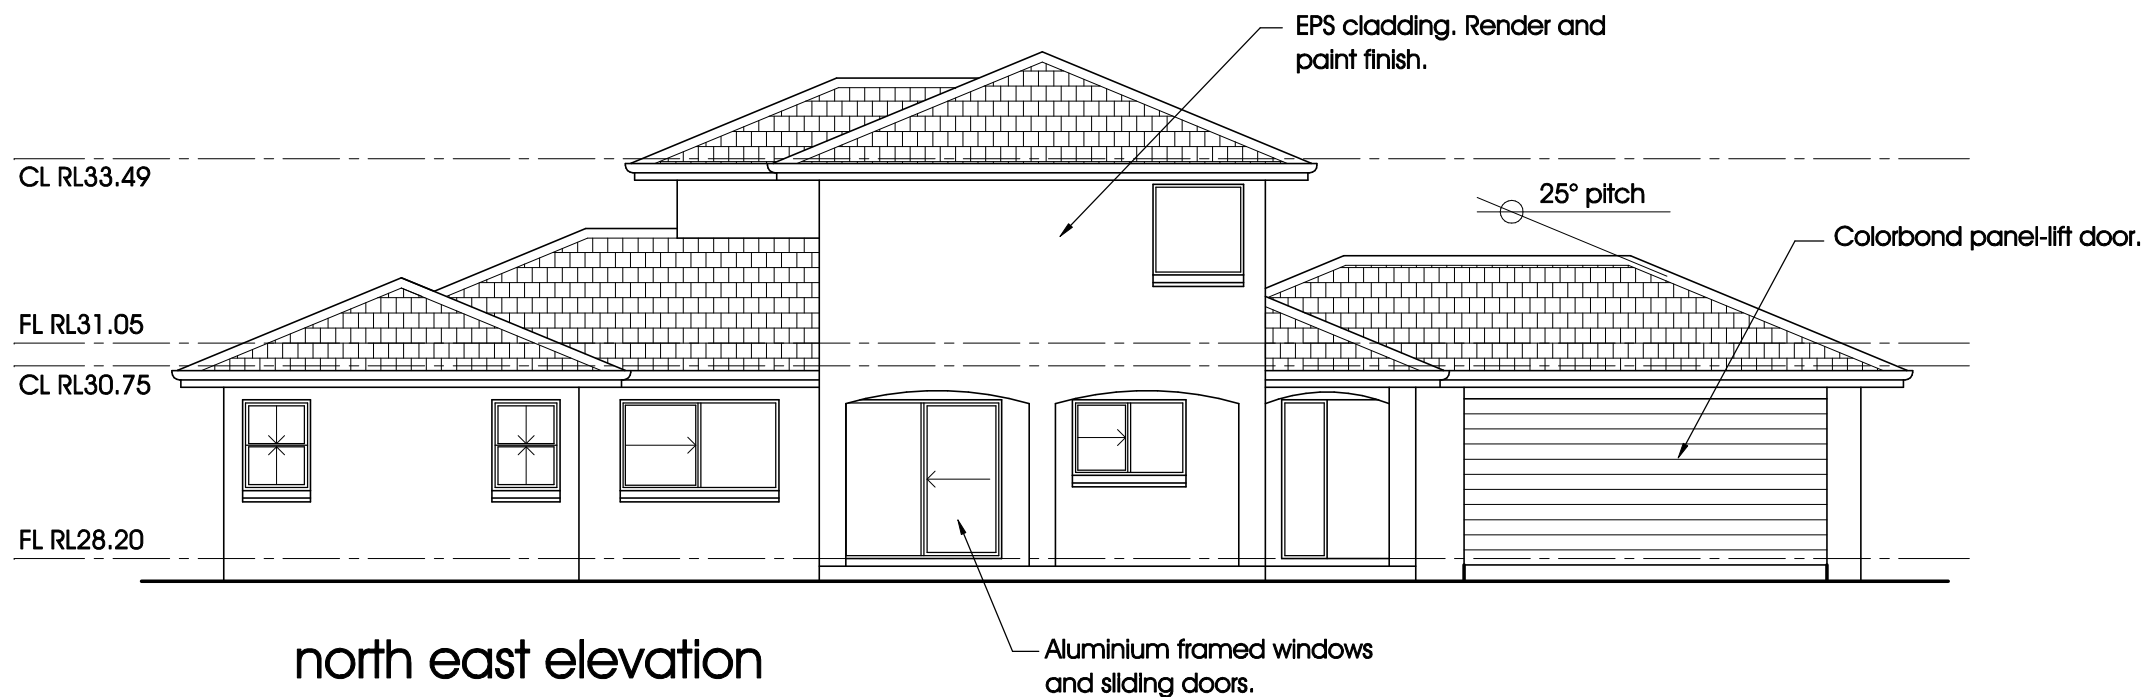 EPS cladding. Render and
paint finish.
CL RL33.49
25° pitch
Colorbond panel-lift door.
FL RL31.05
CL RL30.75
FL RL28.20
north east elevation
Aluminium framed windows
and sliding doors.